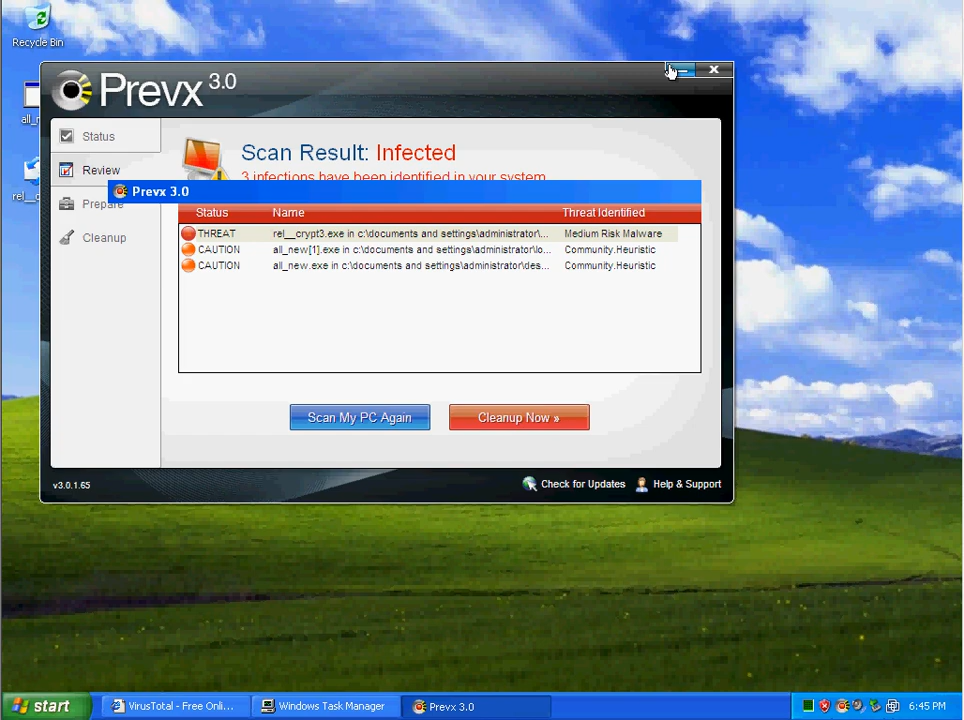 Recycle Bin
Prevx 3.0
Status
Review
Prepare
Cleanup
Scan Result: Infected
3 infections have been identified in your system
Prevx 3.0
Status Name Threat Identified
THREAT rel__crypt3.exe in c:\documents and settings\administrator\... Medium Risk Malware
CAUTION all_new[1].exe in c:\documents and settings\administrator\lo... Community.Heuristic
CAUTION all_new.exe in c:\documents and settings\administrator\des... Community.Heuristic
Scan My PC Again Cleanup Now »
v3.0.1.65 Check for Updates Help & Support
all_
rel__
start VirusTotal - Free Onli... Windows Task Manager Prevx 3.0 6:45 PM